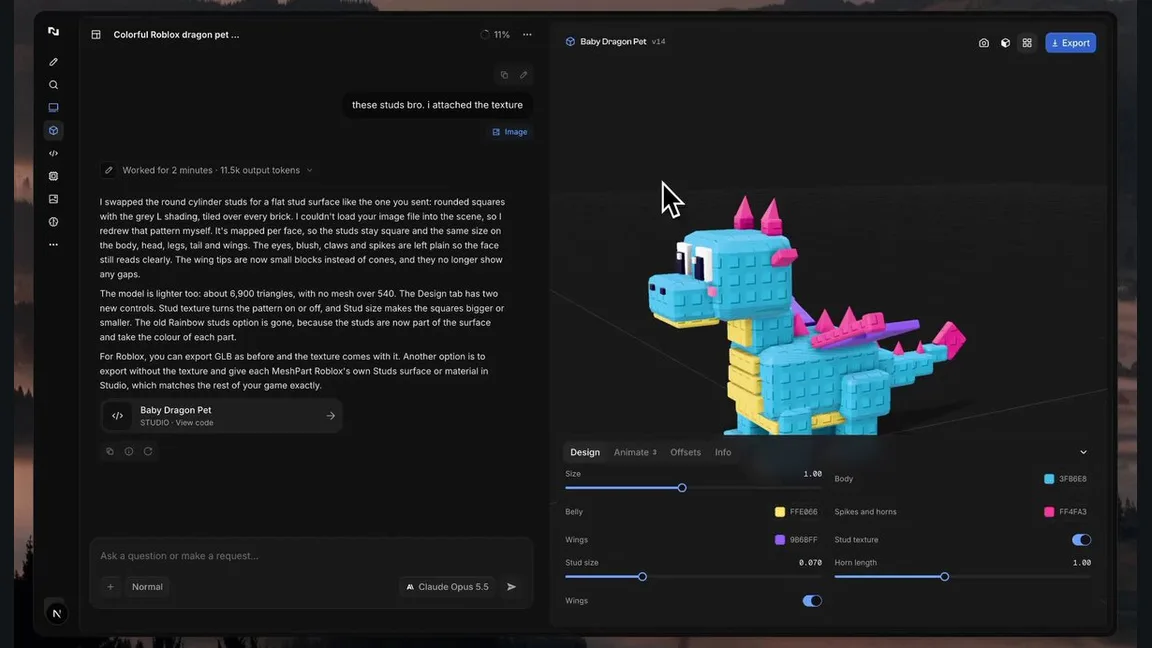 Colorful Roblox dragon pet ...
11%
these studs bro. i attached the texture
Image
Worked for 2 minutes · 11.5k output tokens
I swapped the round cylinder studs for a flat stud surface like the one you sent: rounded squares
with the grey L shading, tiled over every brick. I couldn't load your image file into the scene, so I
redrew that pattern myself. It's mapped per face, so the studs stay square and the same size on
the body, head, legs, tail and wings. The eyes, blush, claws and spikes are left plain so the face
still reads clearly. The wing tips are now small blocks instead of cones, and they no longer show
any gaps.
The model is lighter too: about 6,900 triangles, with no mesh over 540. The Design tab has two
new controls. Stud texture turns the pattern on or off, and Stud size makes the squares bigger or
smaller. The old Rainbow studs option is gone, because the studs are now part of the surface
and take the colour of each part.
For Roblox, you can export GLB as before and the texture comes with it. Another option is to
export without the texture and give each MeshPart Roblox's own Studs surface or material in
Studio, which matches the rest of your game exactly.
Baby Dragon Pet
STUDIO · View code
Ask a question or make a request...
Normal
Claude Opus 5.5
N
Baby Dragon Pet v14
Export
Design Animate 3 Offsets Info
Size 1.00
Body 3FB6E8
Belly FFE066
Spikes and horns FF4FA3
Wings 9B6BFF
Stud texture
Stud size 0.070
Horn length 1.00
Wings